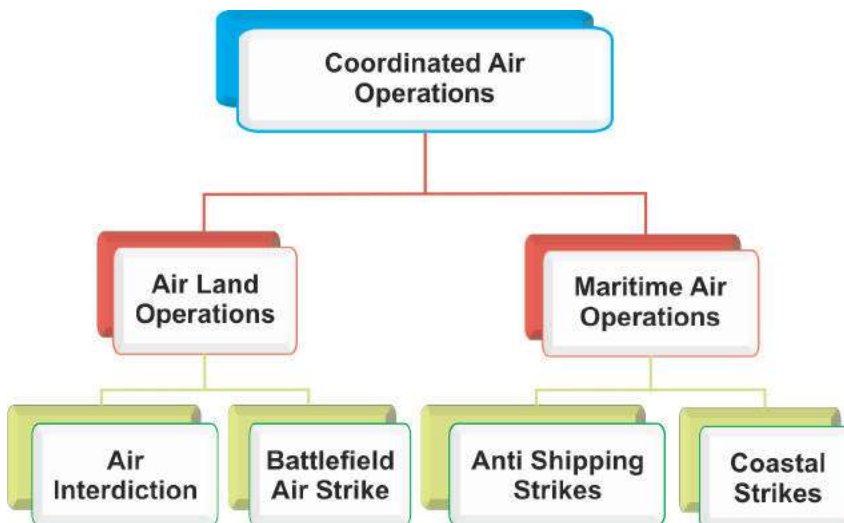 Coordinated Air
Operations
Air Land
Operations
Maritime Air
Operations
Air
Interdiction
Battlefield
Air Strike
Anti Shipping
Strikes
Coastal
Strikes